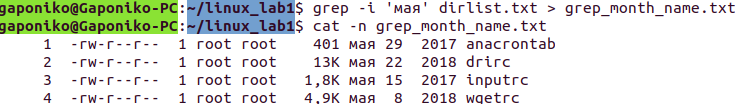 gaponiko@Gaponiko-PC:~/linux_lab1$ grep -i 'мая' dirlist.txt > grep_month_name.txt
gaponiko@Gaponiko-PC:~/linux_lab1$ cat -n grep_month_name.txt
     1  -rw-r--r--  1 root root    401 мая 29  2017 anacrontab
     2  -rw-r--r--  1 root root    13K мая 22  2018 drirc
     3  -rw-r--r--  1 root root   1,8K мая 15  2017 inputrc
     4  -rw-r--r--  1 root root   4,9K мая  8  2018 wgetrc